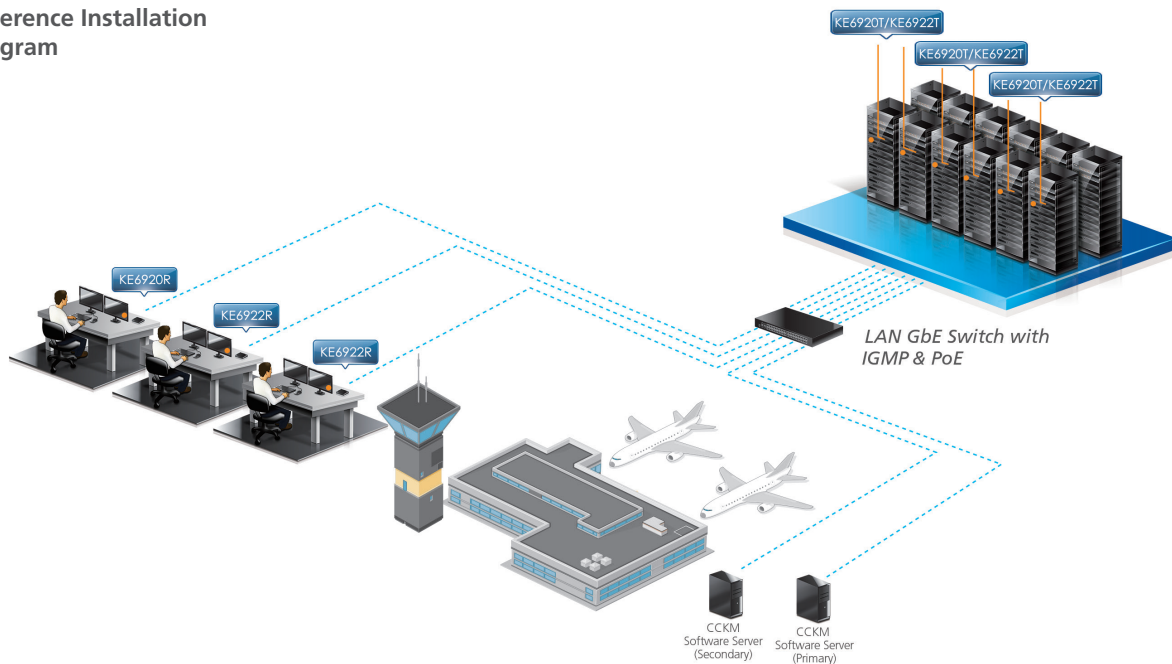 erence Installation
gram
KE6920T/KE6922T
KE6920T/KE6922T
KE6920T/KE6922T
KE6920R
KE6922R
KE6922R
LAN GbE Switch with
IGMP & PoE
CCKM
Software Server
(Secondary)
CCKM
Software Server
(Primary)